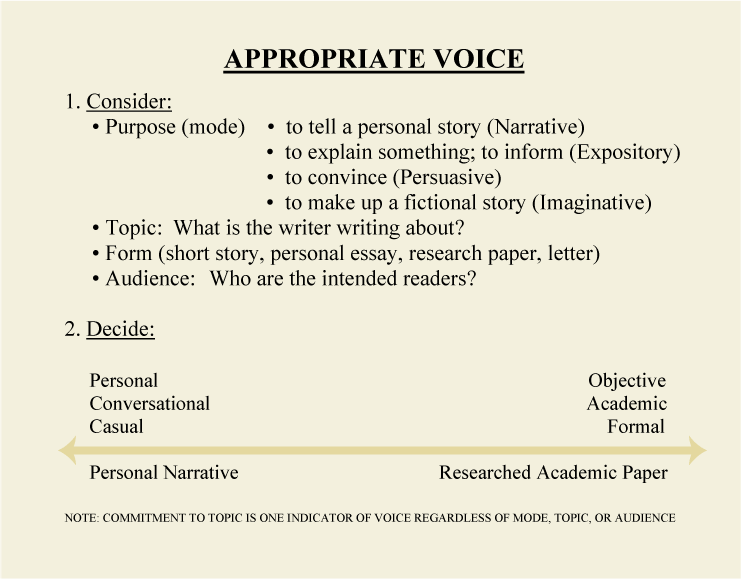 APPROPRIATE VOICE
1. Consider:
• Purpose (mode) • to tell a personal story (Narrative)
• to explain something; to inform (Expository)
• to convince (Persuasive)
• to make up a fictional story (Imaginative)
• Topic: What is the writer writing about?
• Form (short story, personal essay, research paper, letter)
• Audience: Who are the intended readers?
2. Decide:
Personal Objective
Conversational Academic
Casual Formal
Personal Narrative Researched Academic Paper
NOTE: COMMITMENT TO TOPIC IS ONE INDICATOR OF VOICE REGARDLESS OF MODE, TOPIC, OR AUDIENCE